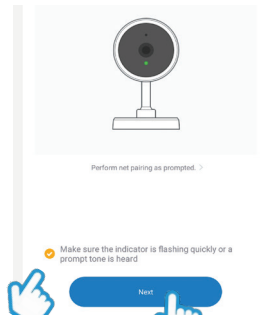 Perform net pairing as prompted. >
Make sure the indicator is flashing quickly or a
prompt tone is heard
Next